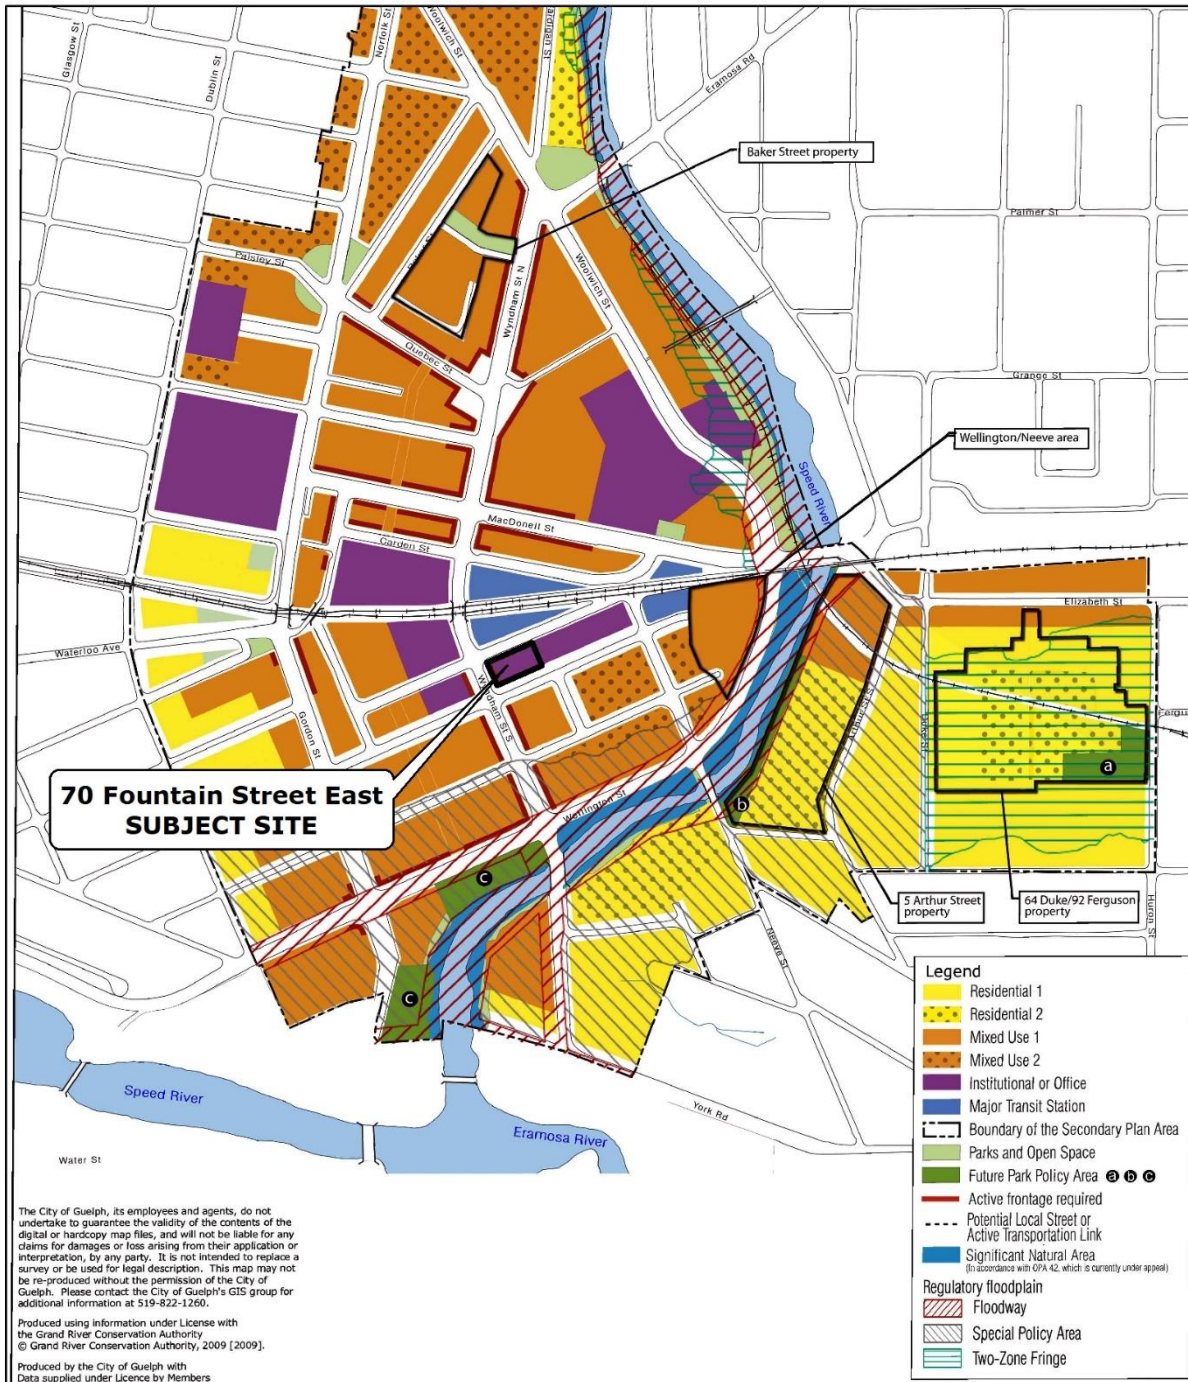 Glasgow St
Dublin St
Norfolk St
Woolwich St
Cardigan St
Eramosa Rd
Baker Street property
Palmer St
Paisley St
Wyndham St N
Woolwich St
Quebec St
Grange St
Wellington/Neeve area
Speed River
MacDonell St
Carden St
Elizabeth St
Waterloo Ave
Gordon St
Wyndham St S
Arthur St S
Duke St
a
70 Fountain Street East
SUBJECT SITE
Wellington St
b
c
5 Arthur Street
property
64 Duke/92 Ferguson
property
Huron St
Neeve St
c
Speed River
Eramosa River
York Rd
Water St
Legend
Residential 1
Residential 2
Mixed Use 1
Mixed Use 2
Institutional or Office
Major Transit Station
Boundary of the Secondary Plan Area
Parks and Open Space
Future Park Policy Area a b c
Active frontage required
Potential Local Street or
Active Transportation Link
Significant Natural Area
(In accordance with OPA 42, which is currently under appeal)
Regulatory floodplain
Floodway
Special Policy Area
Two-Zone Fringe
The City of Guelph, its employees and agents, do not
undertake to guarantee the validity of the contents of the
digital or hardcopy map files, and will not be liable for any
claims for damages or loss arising from their application or
interpretation, by any party. It is not intended to replace a
survey or be used for legal description. This map may not
be re-produced without the permission of the City of
Guelph. Please contact the City of Guelph's GIS group for
additional information at 519-822-1260.
Produced using information under License with
the Grand River Conservation Authority
© Grand River Conservation Authority, 2009 [2009].
Produced by the City of Guelph with
Data supplied under Licence by Members